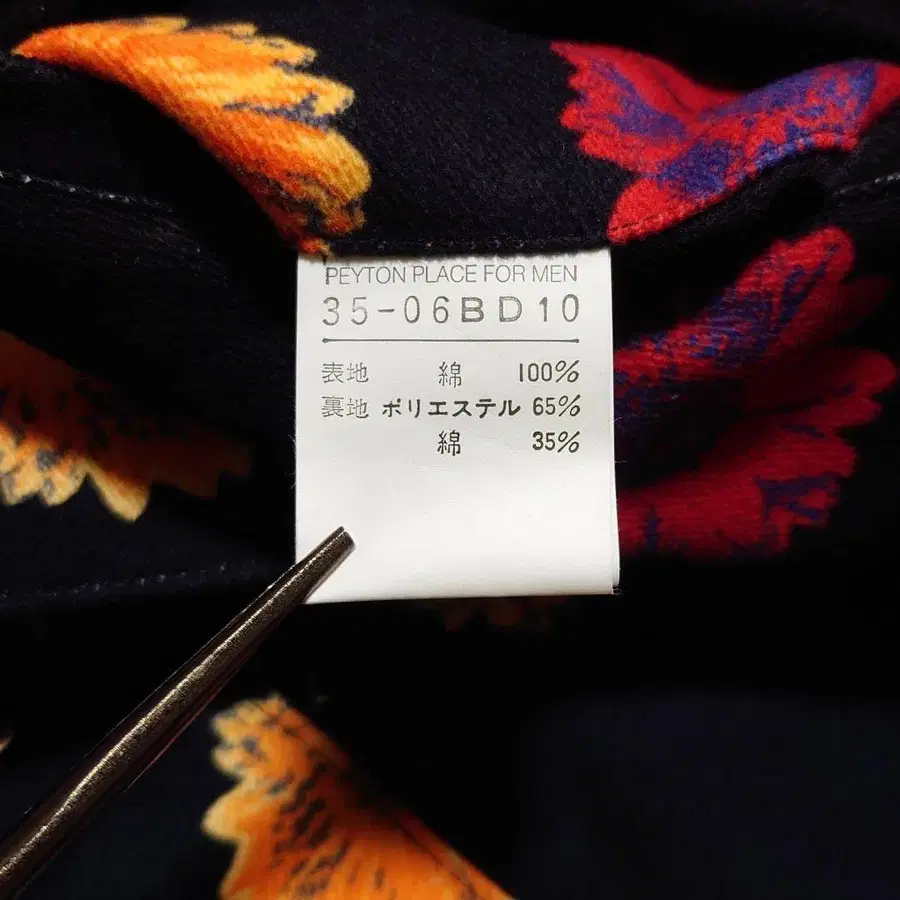 PEYTON PLACE FOR MEN
35-06BD10
表地 綿 100%
裏地 ポリエステル 65%
綿 35%